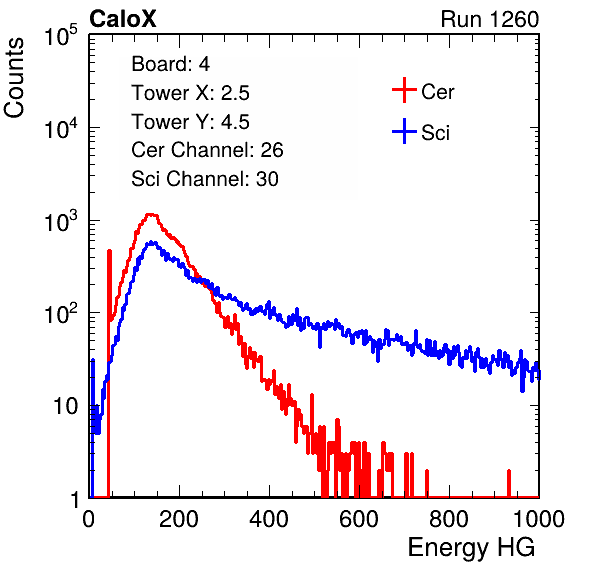 CaloX Run 1260
Counts
10^5
10^4
10^3
10^2
10
1
Board: 4
Tower X: 2.5
Tower Y: 4.5
Cer Channel: 26
Sci Channel: 30
Cer
Sci
0 200 400 600 800 1000
Energy HG